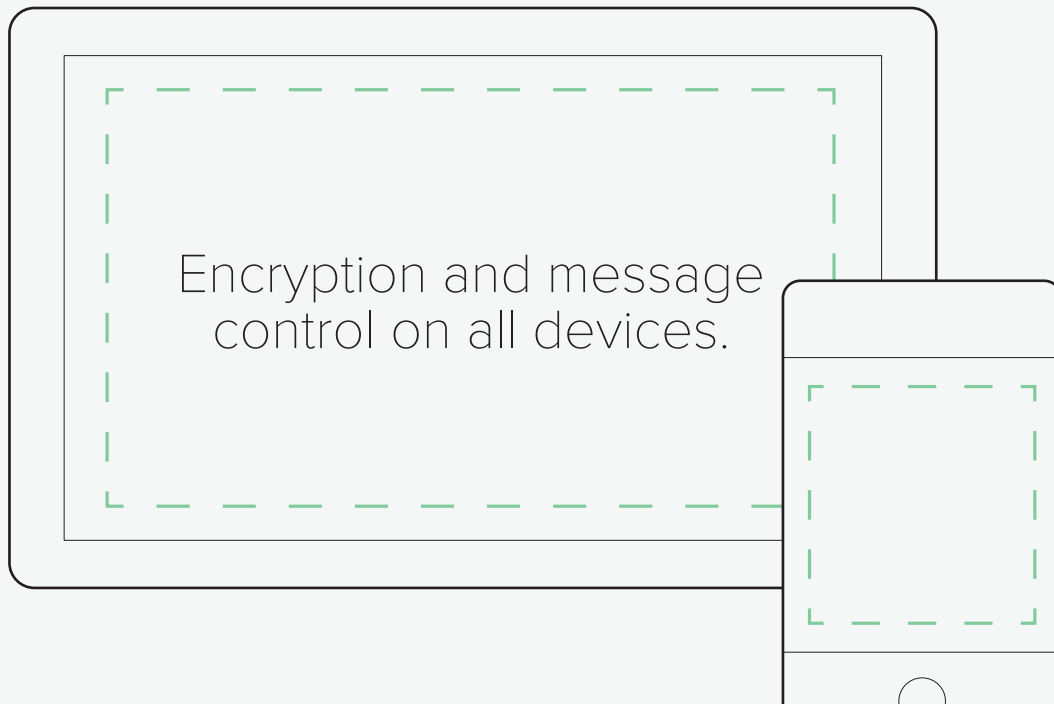 Encryption and message
control on all devices.